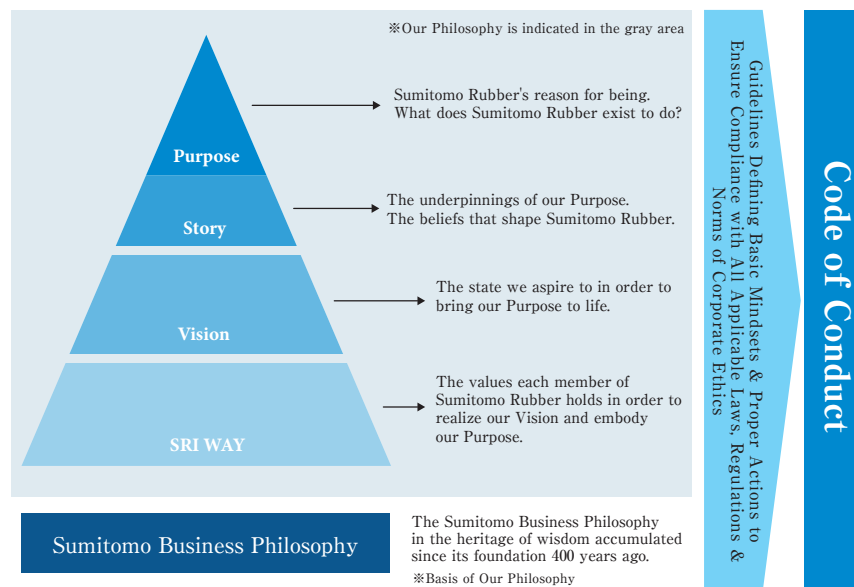 ※Our Philosophy is indicated in the gray area
Purpose
Sumitomo Rubber's reason for being.
What does Sumitomo Rubber exist to do?
Story
The underpinnings of our Purpose.
The beliefs that shape Sumitomo Rubber.
Vision
The state we aspire to in order to
bring our Purpose to life.
SRI WAY
The values each member of
Sumitomo Rubber holds in order to
realize our Vision and embody
our Purpose.
Sumitomo Business Philosophy
The Sumitomo Business Philosophy
in the heritage of wisdom accumulated
since its foundation 400 years ago.
※Basis of Our Philosophy
Guidelines Defining Basic Mindsets & Proper Actions to
Ensure Compliance with All Applicable Laws, Regulations &
Norms of Corporate Ethics
Code of Conduct